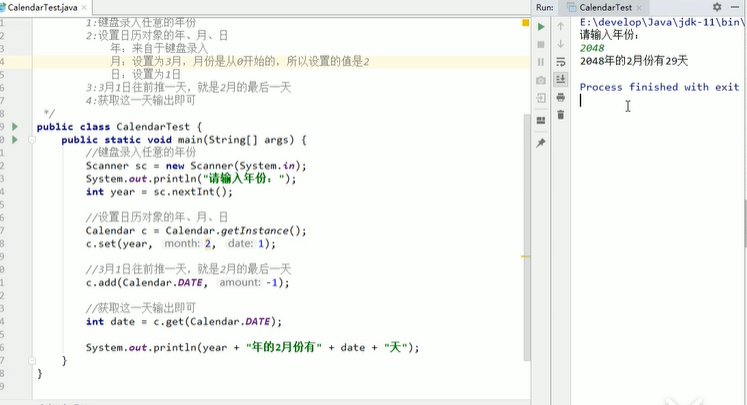 CalendarTest.java
1:键盘录入任意的年份
2:设置日历对象的年、月、日
年：来自于键盘录入
月：设置为3月，月份是从0开始的，所以设置的值是2
日：设置为1日
3:3月1日往前推一天，就是2月的最后一天
4:获取这一天输出即可
*/
public class CalendarTest {
public static void main(String[] args) {
//键盘录入任意的年份
Scanner sc = new Scanner(System.in);
System.out.println("请输入年份：");
int year = sc.nextInt();
//设置日历对象的年、月、日
Calendar c = Calendar.getInstance();
c.set(year, month: 2, date: 1);
//3月1日往前推一天，就是2月的最后一天
c.add(Calendar.DATE, amount: -1);
//获取这一天输出即可
int date = c.get(Calendar.DATE);
System.out.println(year + "年的2月份有" + date + "天");
}
}
Run: CalendarTest
E:\develop\Java\jdk-11\bin\
请输入年份：
2048
2048年的2月份有29天
Process finished with exit